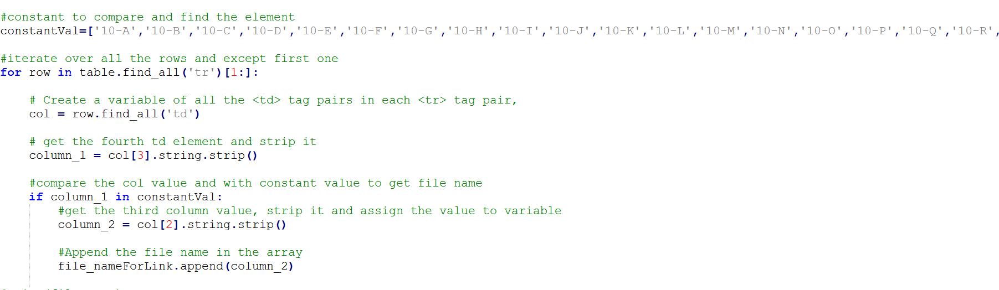 #constant to compare and find the element
constantVal=['10-A','10-B','10-C','10-D','10-E','10-F','10-G','10-H','10-I','10-J','10-K','10-L','10-M','10-N','10-O','10-P','10-Q','10-R',
#iterate over all the rows and except first one
for row in table.find_all('tr')[1:]:
# Create a variable of all the <td> tag pairs in each <tr> tag pair,
col = row.find_all('td')
# get the fourth td element and strip it
column_1 = col[3].string.strip()
#compare the col value and with constant value to get file name
if column_1 in constantVal:
#get the third column value, strip it and assign the value to variable
column_2 = col[2].string.strip()
#Append the file name in the array
file_nameForLink.append(column_2)